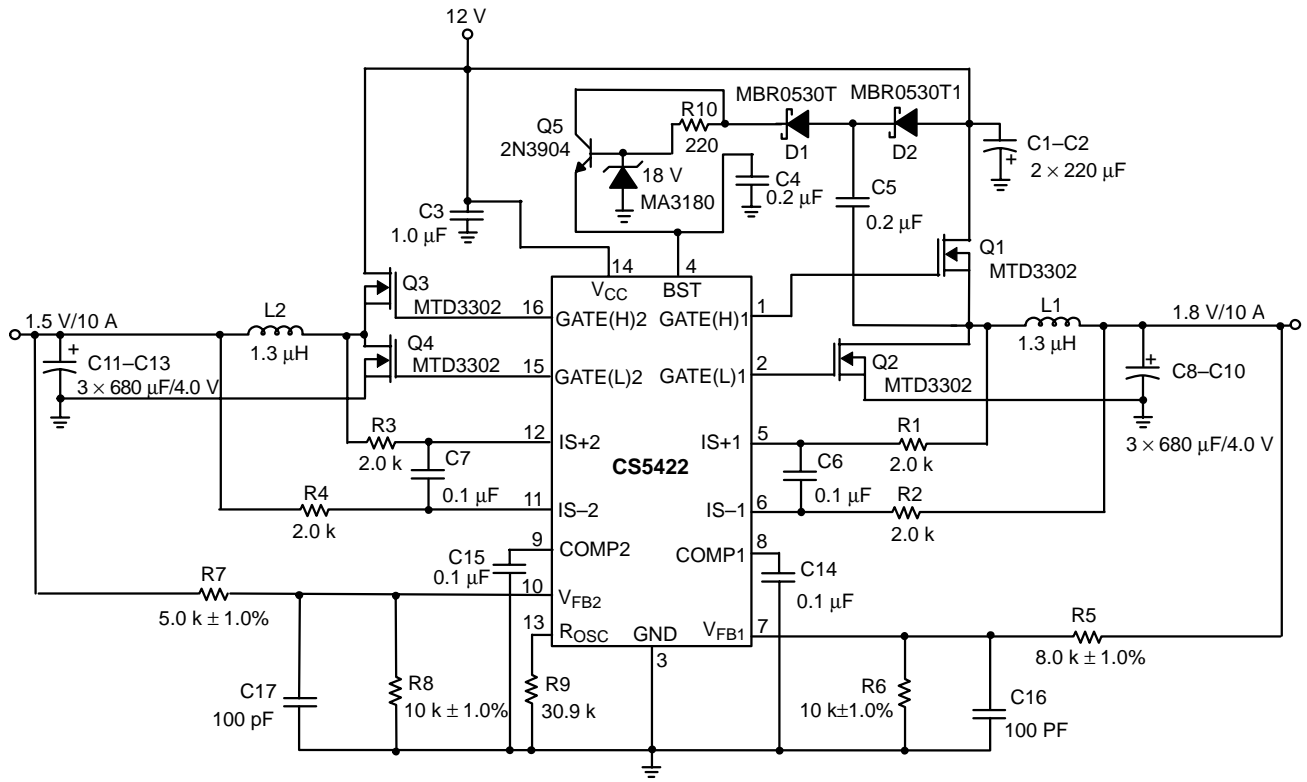 12 V
MBR0530T
MBR0530T1
R10
220
Q5
2N3904
D1
D2
C1–C2
2 × 220 µF
18 V
MA3180
C4
0.2 µF
C5
0.2 µF
C3
1.0 µF
Q1
MTD3302
14
4
VCC
BST
Q3
MTD3302
16
GATE(H)2
GATE(H)1
1
1.5 V/10 A
L2
1.3 µH
L1
1.3 µH
1.8 V/10 A
Q4
MTD3302
15
GATE(L)2
GATE(L)1
2
Q2
MTD3302
C11–C13
3 × 680 µF/4.0 V
C8–C10
3 × 680 µF/4.0 V
R3
2.0 k
12
IS+2
IS+1
5
R1
2.0 k
C7
0.1 µF
CS5422
C6
0.1 µF
R4
2.0 k
11
IS–2
IS–1
6
R2
2.0 k
9
COMP2
COMP1
8
C15
0.1 µF
C14
0.1 µF
R7
5.0 k ± 1.0%
10
VFB2
13
ROSC
GND
3
VFB1
7
R5
8.0 k ± 1.0%
C17
100 pF
R8
10 k ± 1.0%
R9
30.9 k
R6
10 k±1.0%
C16
100 PF